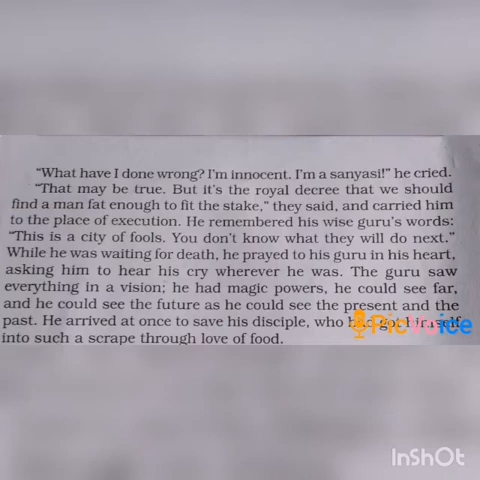 "What have I done wrong? I'm innocent. I'm a sanyasi!" he cried.
"That may be true. But it's the royal decree that we should
find a man fat enough to fit the stake," they said, and carried him
to the place of execution. He remembered his wise guru's words:
"This is a city of fools. You don't know what they will do next."
While he was waiting for death, he prayed to his guru in his heart,
asking him to hear his cry wherever he was. The guru saw
everything in a vision; he had magic powers, he could see far,
and he could see the future as he could see the present and the
past. He arrived at once to save his disciple, who got himself
into such a scrape through love of food.
PicVoice
InShOt